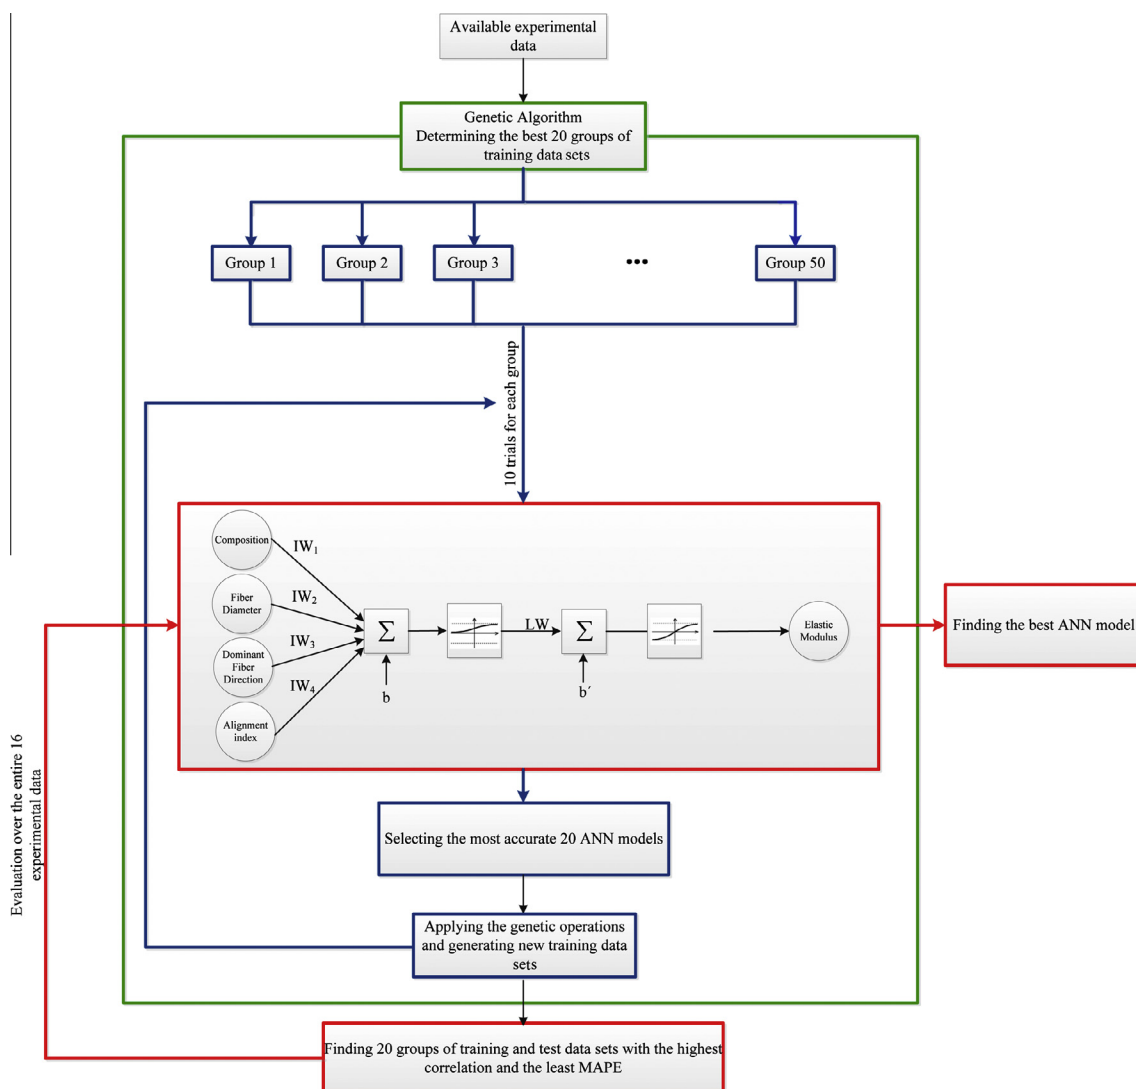 Available experimental
data
Genetic Algorithm
Determining the best 20 groups of
training data sets
Group 1
Group 2
Group 3
...
Group 50
10 trials for each group
Composition
IW1
Fiber
Diameter
IW2
Dominant
Fiber
Direction
IW3
Alignment
index
IW4
Σ
b
LW
Σ
b´
Elastic
Modulus
Finding the best ANN model
Selecting the most accurate 20 ANN models
Applying the genetic operations
and generating new training data
sets
Evaluation over the entire 16
experimental data
Finding 20 groups of training and test data sets with the highest
correlation and the least MAPE